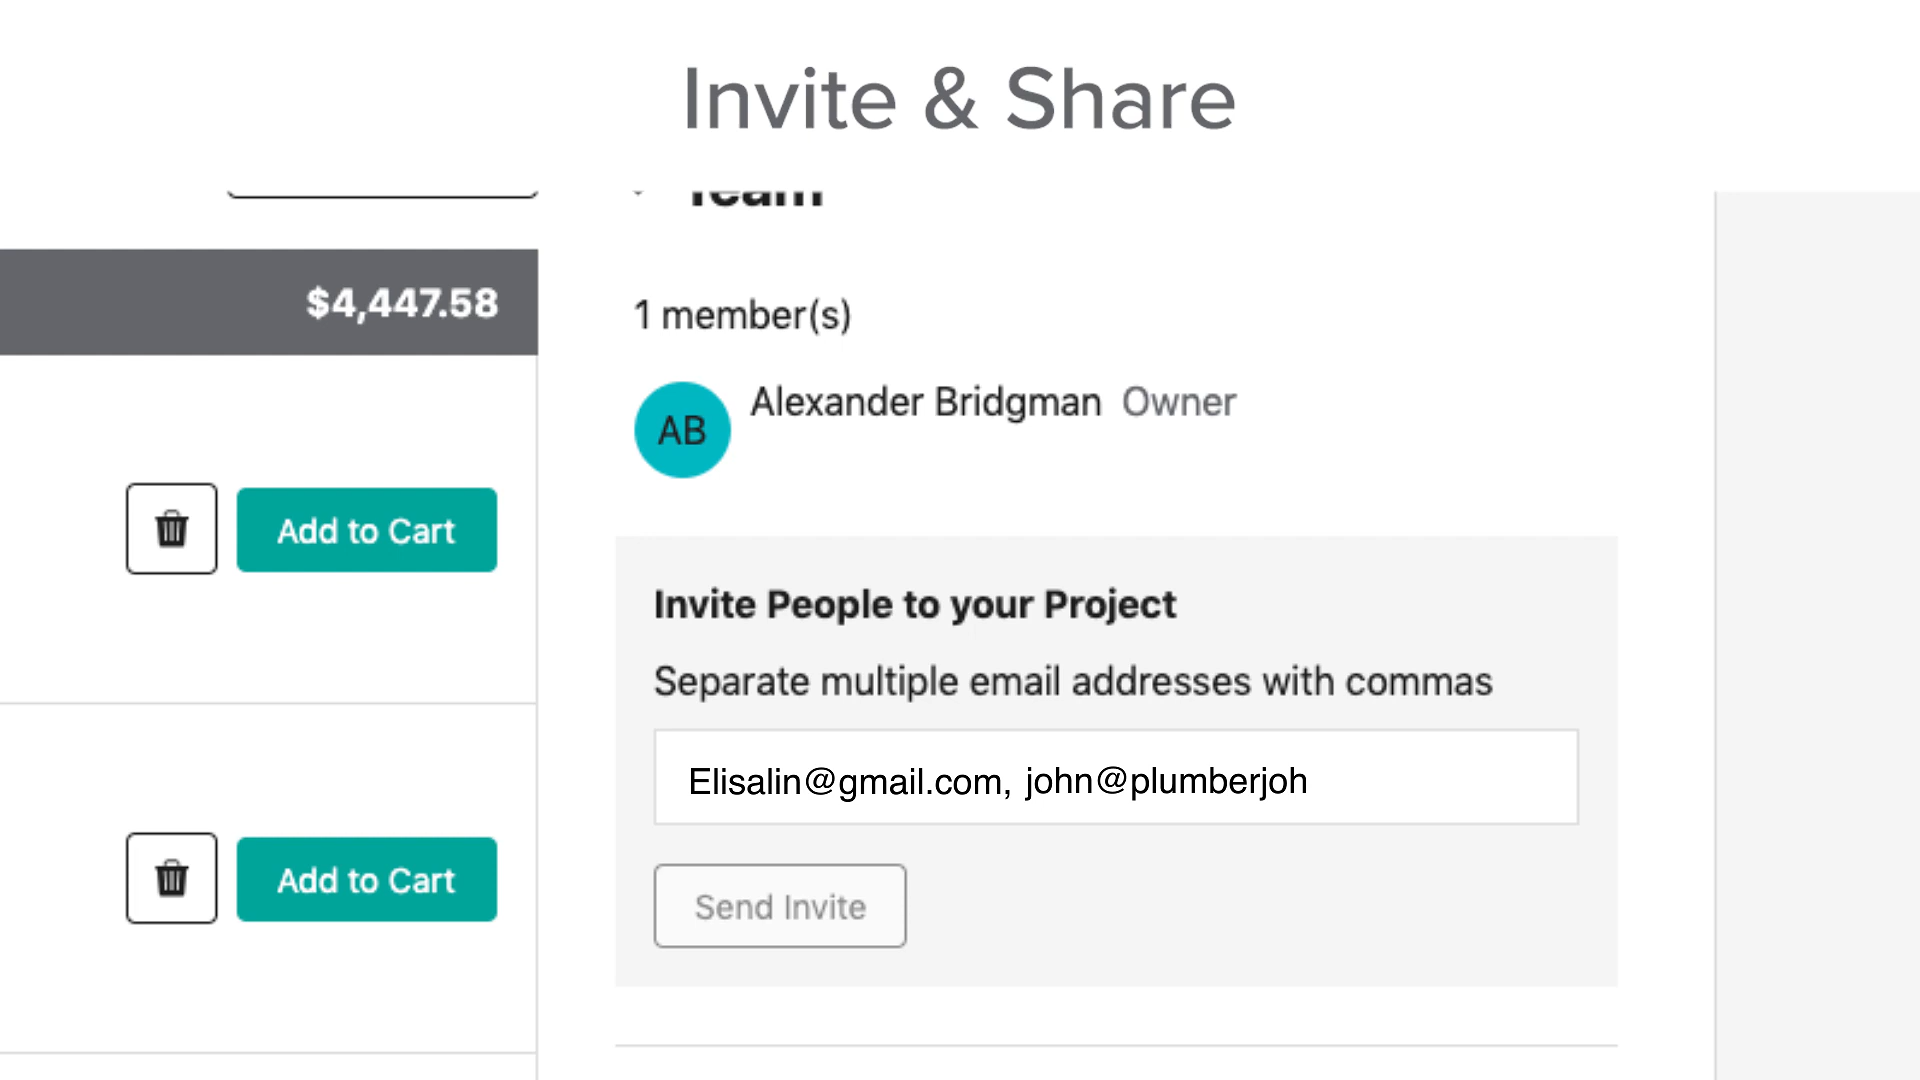 Invite & Share
Team
$4,447.58
1 member(s)
AB
Alexander Bridgman Owner
Add to Cart
Invite People to your Project
Separate multiple email addresses with commas
Elisalin@gmail.com, john@plumberjoh
Add to Cart
Send Invite